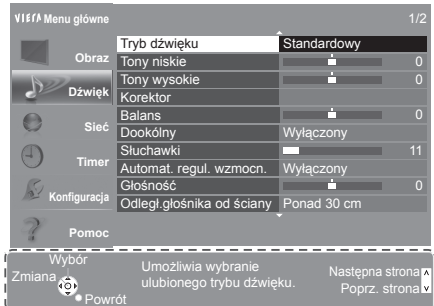 VIErA Menu główne 1/2
Obraz
Dźwięk
Sieć
Timer
Konfiguracja
Pomoc
Tryb dźwięku Standardowy
Tony niskie 0
Tony wysokie 0
Korektor
Balans 0
Dookólny Wyłączony
Słuchawki 11
Automat. regul. wzmocn. Wyłączony
Głośność 0
Odległ.głośnika od ściany Ponad 30 cm
Wybór
Zmiana
Powrót
Umożliwia wybranie
ulubionego trybu dźwięku.
Następna strona
Poprz. strona